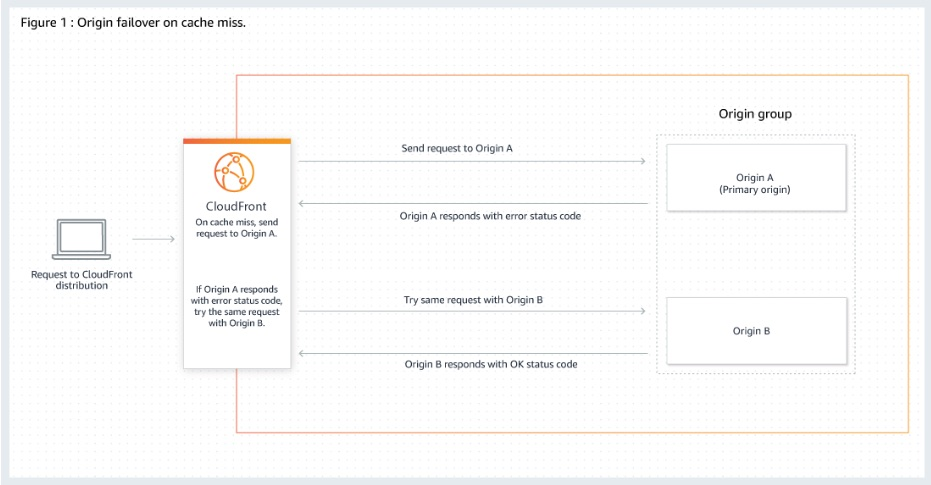 Figure 1 : Origin failover on cache miss.
Origin group
Send request to Origin A
Origin A
(Primary origin)
CloudFront
On cache miss, send
request to Origin A.
Origin A responds with error status code
Request to CloudFront
distribution
If Origin A responds
with error status code,
try the same request
with Origin B.
Try same request with Origin B
Origin B
Origin B responds with OK status code